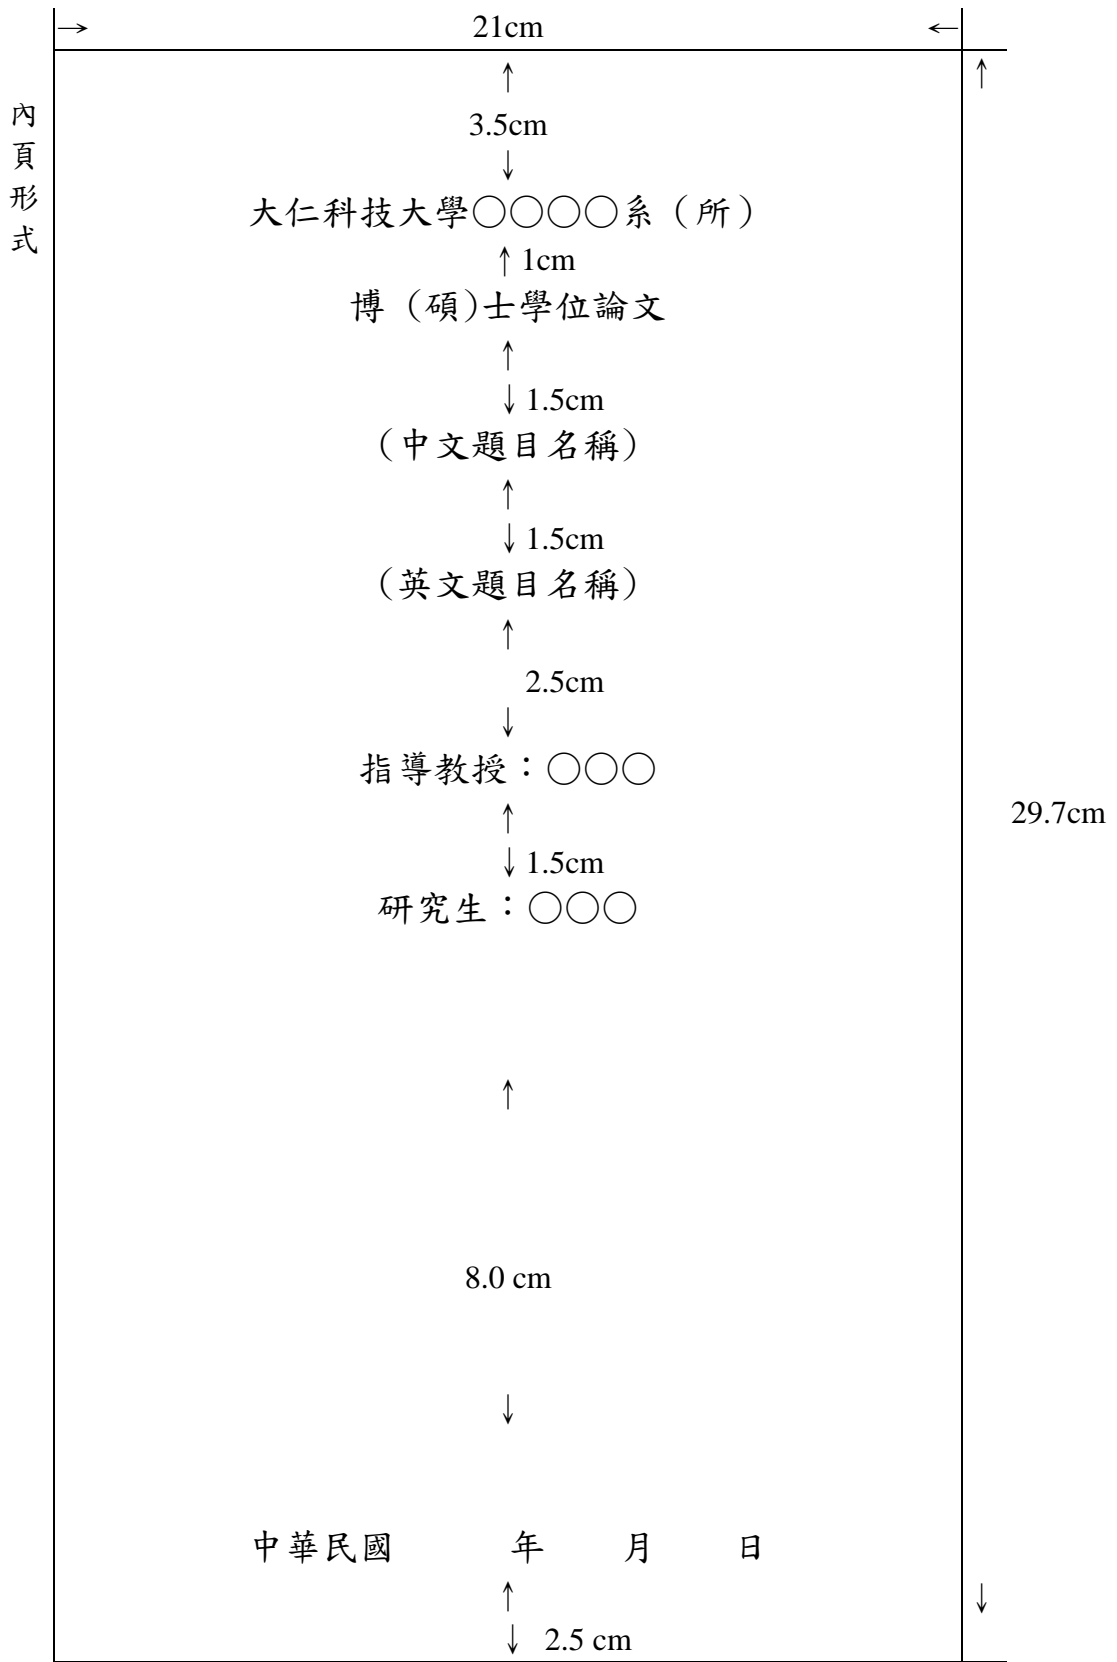 → 21cm ←
↑ ↑
內頁形式
3.5cm
↓
大仁科技大學○○○○系（所）
↑ 1cm
博（碩)士學位論文
↑
↓ 1.5cm
（中文題目名稱）
↑
↓ 1.5cm
（英文題目名稱）
↑
2.5cm
↓
指導教授：○○○
↑
29.7cm
↓ 1.5cm
研究生：○○○
↑
8.0 cm
↓
中華民國 年 月 日
↑ ↓
↓ 2.5 cm